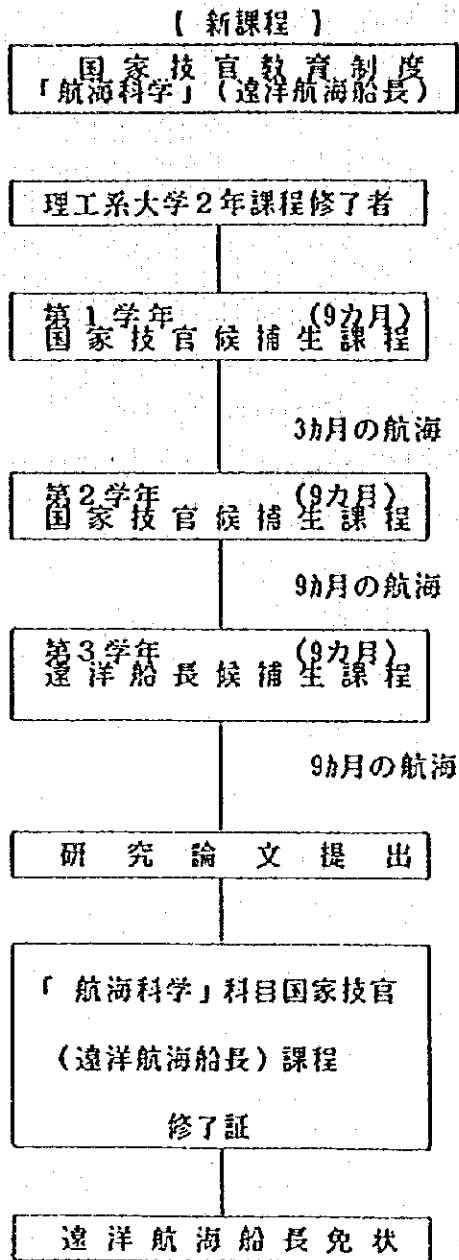 【 新課程 】
国家技官教育制度
「航海科学」(遠洋航海船長)
理工系大学2年課程修了者
第1学年 (9カ月)
国家技官候補生課程
3カ月の航海
第2学年 (9カ月)
国家技官候補生課程
9カ月の航海
第3学年 (9カ月)
遠洋船長候補生課程
9カ月の航海
研究論文提出
「航海科学」科目国家技官
(遠洋航海船長)課程
修了証
遠洋航海船長免状